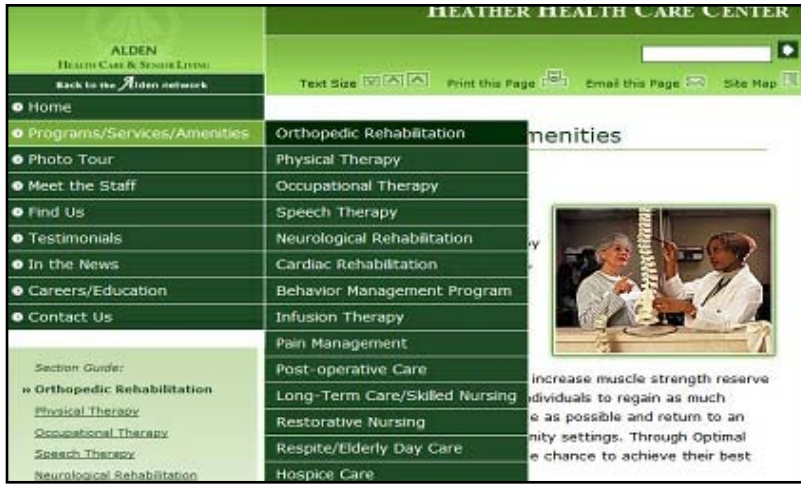 HEATHER HEALTH CARE CENTER
ALDEN
HEALTH CARE & SENIOR LIVING
Back to the Alden network
Text Size Print this Page Email this Page Site Map
Home
Programs/Services/Amenities
Photo Tour
Meet the Staff
Find Us
Testimonials
In the News
Careers/Education
Contact Us
Orthopedic Rehabilitation
Physical Therapy
Occupational Therapy
Speech Therapy
Neurological Rehabilitation
Cardiac Rehabilitation
Behavior Management Program
Infusion Therapy
Pain Management
Post-operative Care
Long-Term Care/Skilled Nursing
Restorative Nursing
Respite/Elderly Day Care
Hospice Care
Section Guide:
» Orthopedic Rehabilitation
Physical Therapy
Occupational Therapy
Speech Therapy
Neurological Rehabilitation
menities
increase muscle strength reserve
dividuals to regain as much
e as possible and return to an
nity settings. Through Optimal
e chance to achieve their best